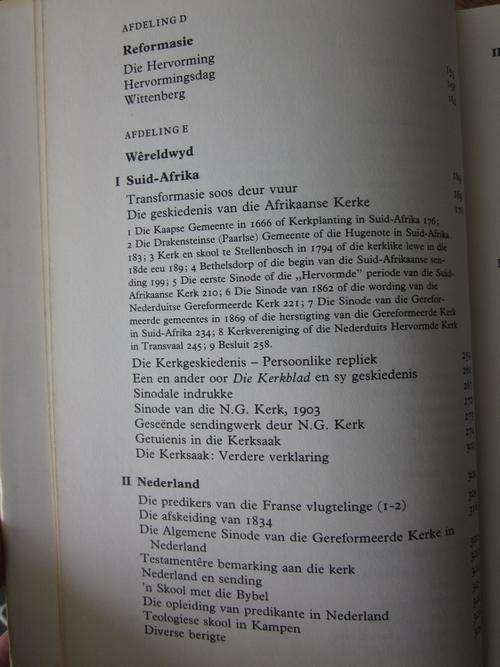 AFDELING D
Reformasie
Die Hervorming
Hervormingsdag
Wittenberg
AFDELING E
Wêreldwyd
I Suid-Afrika
Transformasie soos deur vuur
Die geskiedenis van die Afrikaanse Kerke
1 Die Kaapse Gemeente in 1666 of Kerkplanting in Suid-Afrika 176;
2 Die Drakensteinse (Paarlse) Gemeente of die Hugenote in Suid-Afrika
183; 3 Kerk en skool te Stellenbosch in 1794 of die kerklike lewe in die
18de eeu 189; 4 Bethelsdorp of die begin van die Suid-Afrikaanse sen-
ding 199; 5 Die eerste Sinode of die „Hervormde” periode van die Suid-
Afrikaanse Kerk 210; 6 Die Sinode van 1862 of die wording van die
Nederduitse Gereformeerde Kerk 221; 7 Die Sinode van die Gerefor-
meerde gemeentes in 1869 of die herstigting van die Gereformeerde Kerk
in Suid-Afrika 234; 8 Kerkvereniging of die Nederduits Hervormde Kerk
in Transvaal 245; 9 Besluit 258.
Die Kerkgeskiedenis – Persoonlike repliek
Een en ander oor Die Kerkblad en sy geskiedenis
Sinodale indrukke
Sinode van die N.G. Kerk, 1903
Geseënde sendingwerk deur N.G. Kerk
Getuienis in die Kerksaak
Die Kerksaak: Verdere verklaring
II Nederland
Die predikers van die Franse vlugtelinge (1-2)
Die afskeiding van 1834
Die Algemene Sinode van die Gereformeerde Kerke in
Nederland
Testamentêre bemarking aan die kerk
Nederland en sending
'n Skool met die Bybel
Die opleiding van predikante in Nederland
Teologiese skool in Kampen
Diverse berigte